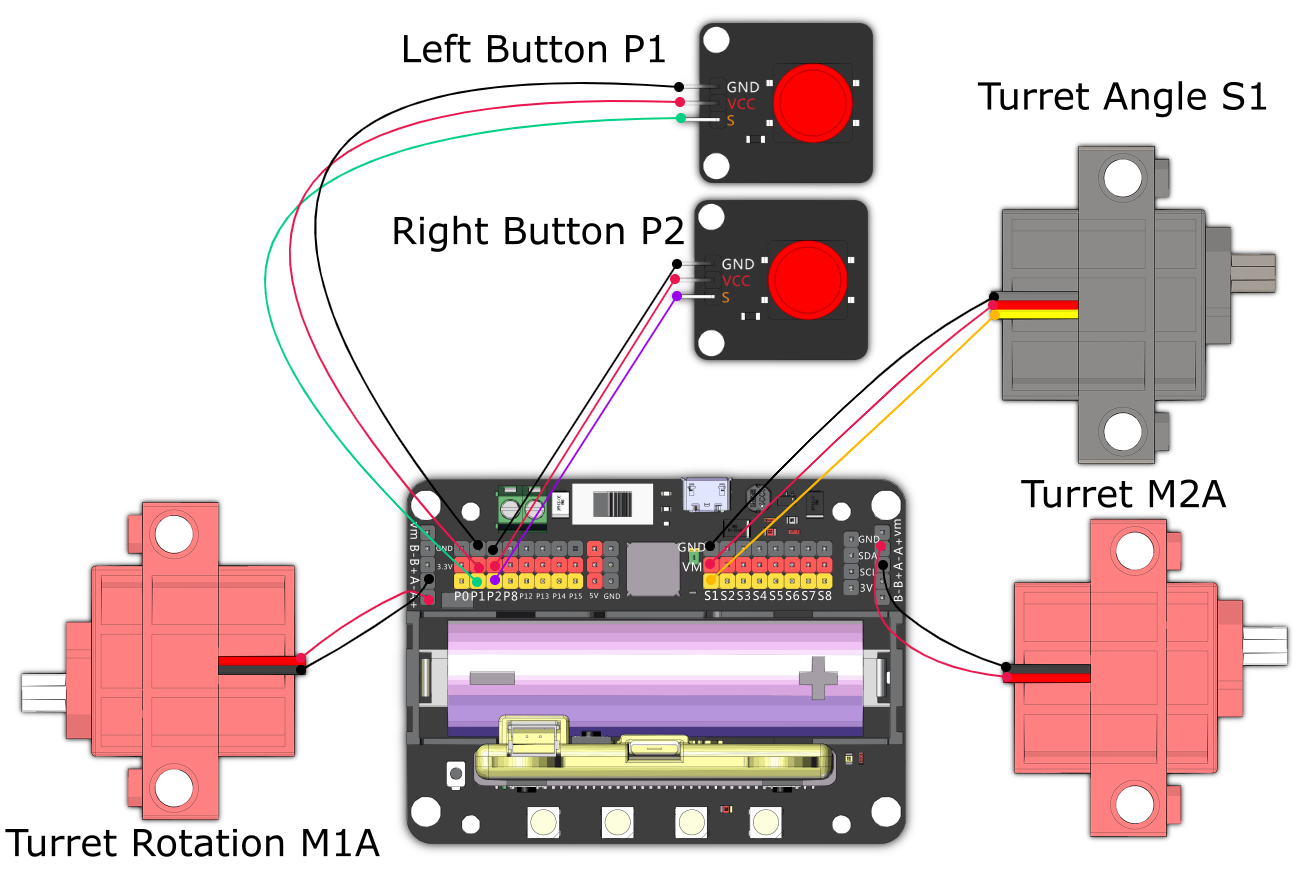 Left Button P1
GND
VCC
S
Turret Angle S1
Right Button P2
GND
VCC
S
Turret M2A
Vm B- B+ A- A+
GND
3.3V
P0 P1 P2 P8 P12 P13 P14 P15 5V GND
GND
VM
S1 S2 S3 S4 S5 S6 S7 S8
GND
SDA
SCL
3V
B- B+ A- A+ vm
Turret Rotation M1A